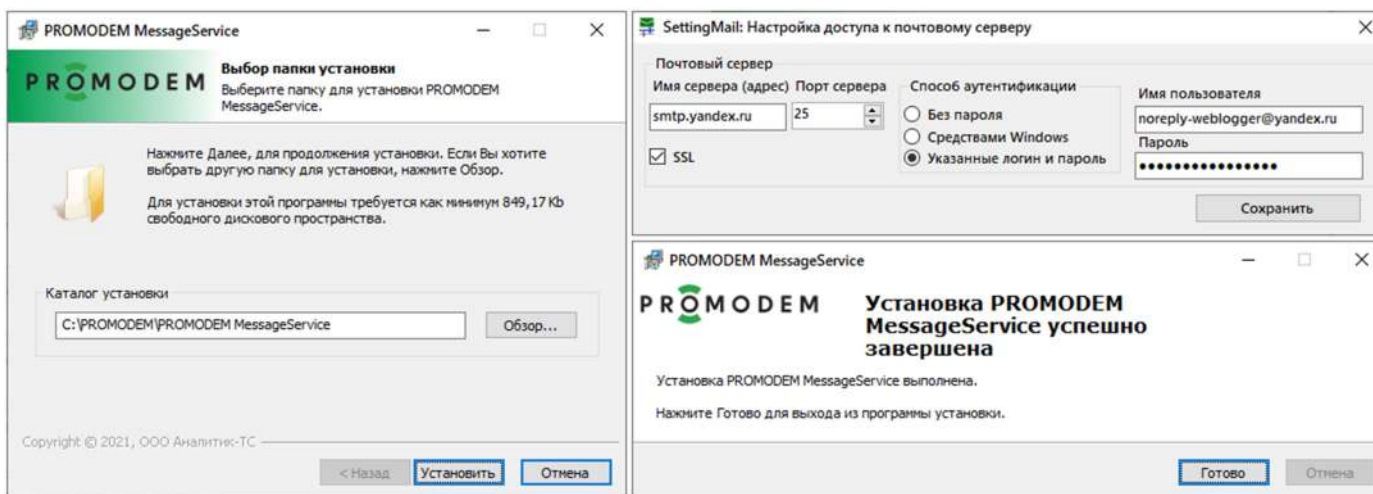 PROMODEM MessageService
PROMODEM
Выбор папки установки
Выберите папку для установки PROMODEM
MessageService.
Нажмите Далее, для продолжения установки. Если Вы хотите
выбрать другую папку для установки, нажмите Обзор.
Для установки этой программы требуется как минимум 849,17 Kb
свободного дискового пространства.
Каталог установки
C:\PROMODEM\PROMODEM MessageService
Обзор...
Copyright © 2021, ООО Аналитик-ТС
< Назад
Установить
Отмена
SettingMail: Настройка доступа к почтовому серверу
Почтовый сервер
Имя сервера (адрес) Порт сервера
smtp.yandex.ru
25
SSL
Способ аутентификации
Без пароля
Средствами Windows
Указанные логин и пароль
Имя пользователя
noreply-weblogger@yandex.ru
Пароль
••••••••••••••••
Сохранить
PROMODEM MessageService
PROMODEM
Установка PROMODEM
MessageService успешно
завершена
Установка PROMODEM MessageService выполнена.
Нажмите Готово для выхода из программы установки.
Готово
Отмена